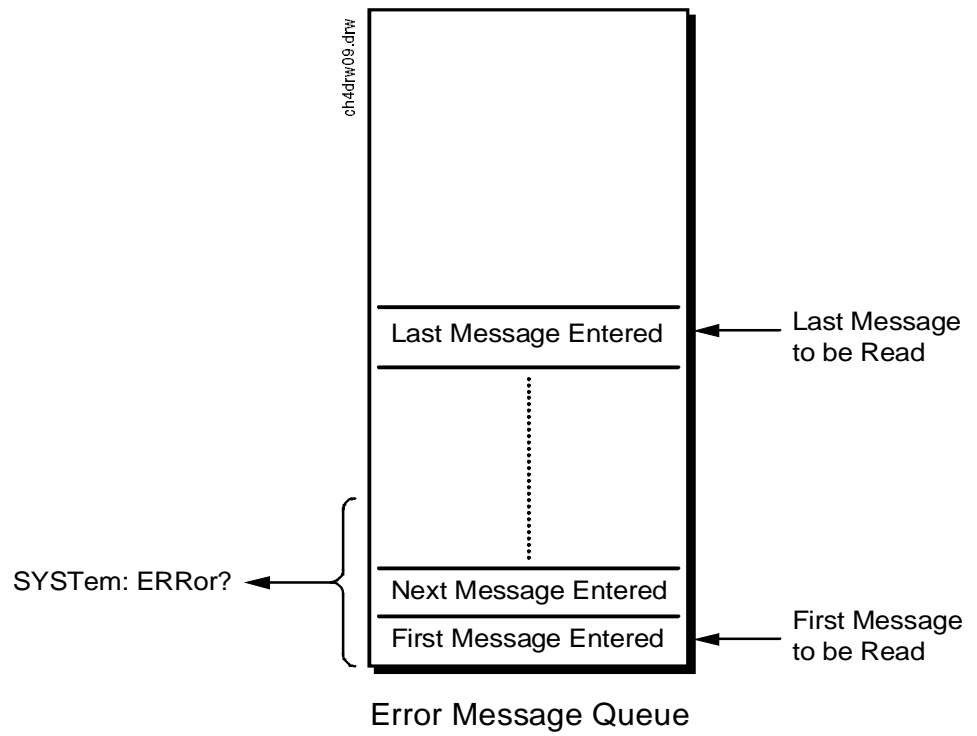 ch4drw09.drw
Last Message Entered
Last Message
to be Read
SYSTem: ERRor?
Next Message Entered
First Message Entered
First Message
to be Read
Error Message Queue